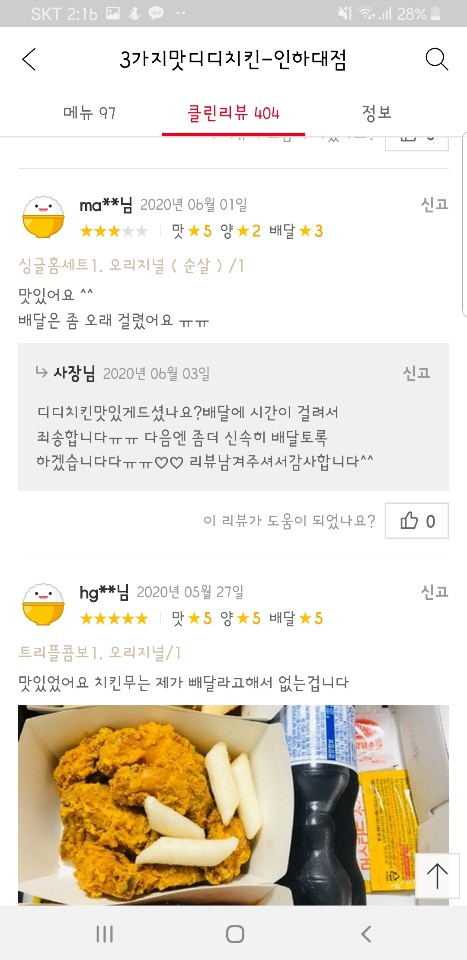 SKT 2:16 28%
3가지맛디디치킨-인하대점
메뉴 97 클린리뷰 404 정보
ma**님 2020년 06월 01일 신고
맛★5 양★2 배달★3
싱글홈세트1. 오리지널 ( 순살 ) /1
맛있어요 ^^
배달은 좀 오래 걸렸어요 ㅠㅠ
사장님 2020년 06월 03일 신고
디디치킨맛있게드셨나요?배달에 시간이 걸려서
죄송합니다ㅠㅠ 다음엔 좀더 신속히 배달토록
하겠습니다다ㅠㅠ♡♡ 리뷰남겨주셔서감사합니다^^
이 리뷰가 도움이 되었나요? 0
hg**님 2020년 05월 27일 신고
맛★5 양★5 배달★5
트리플콤보1. 오리지널/1
맛있었어요 치킨무는 제가 빼달라고해서 없는겁니다